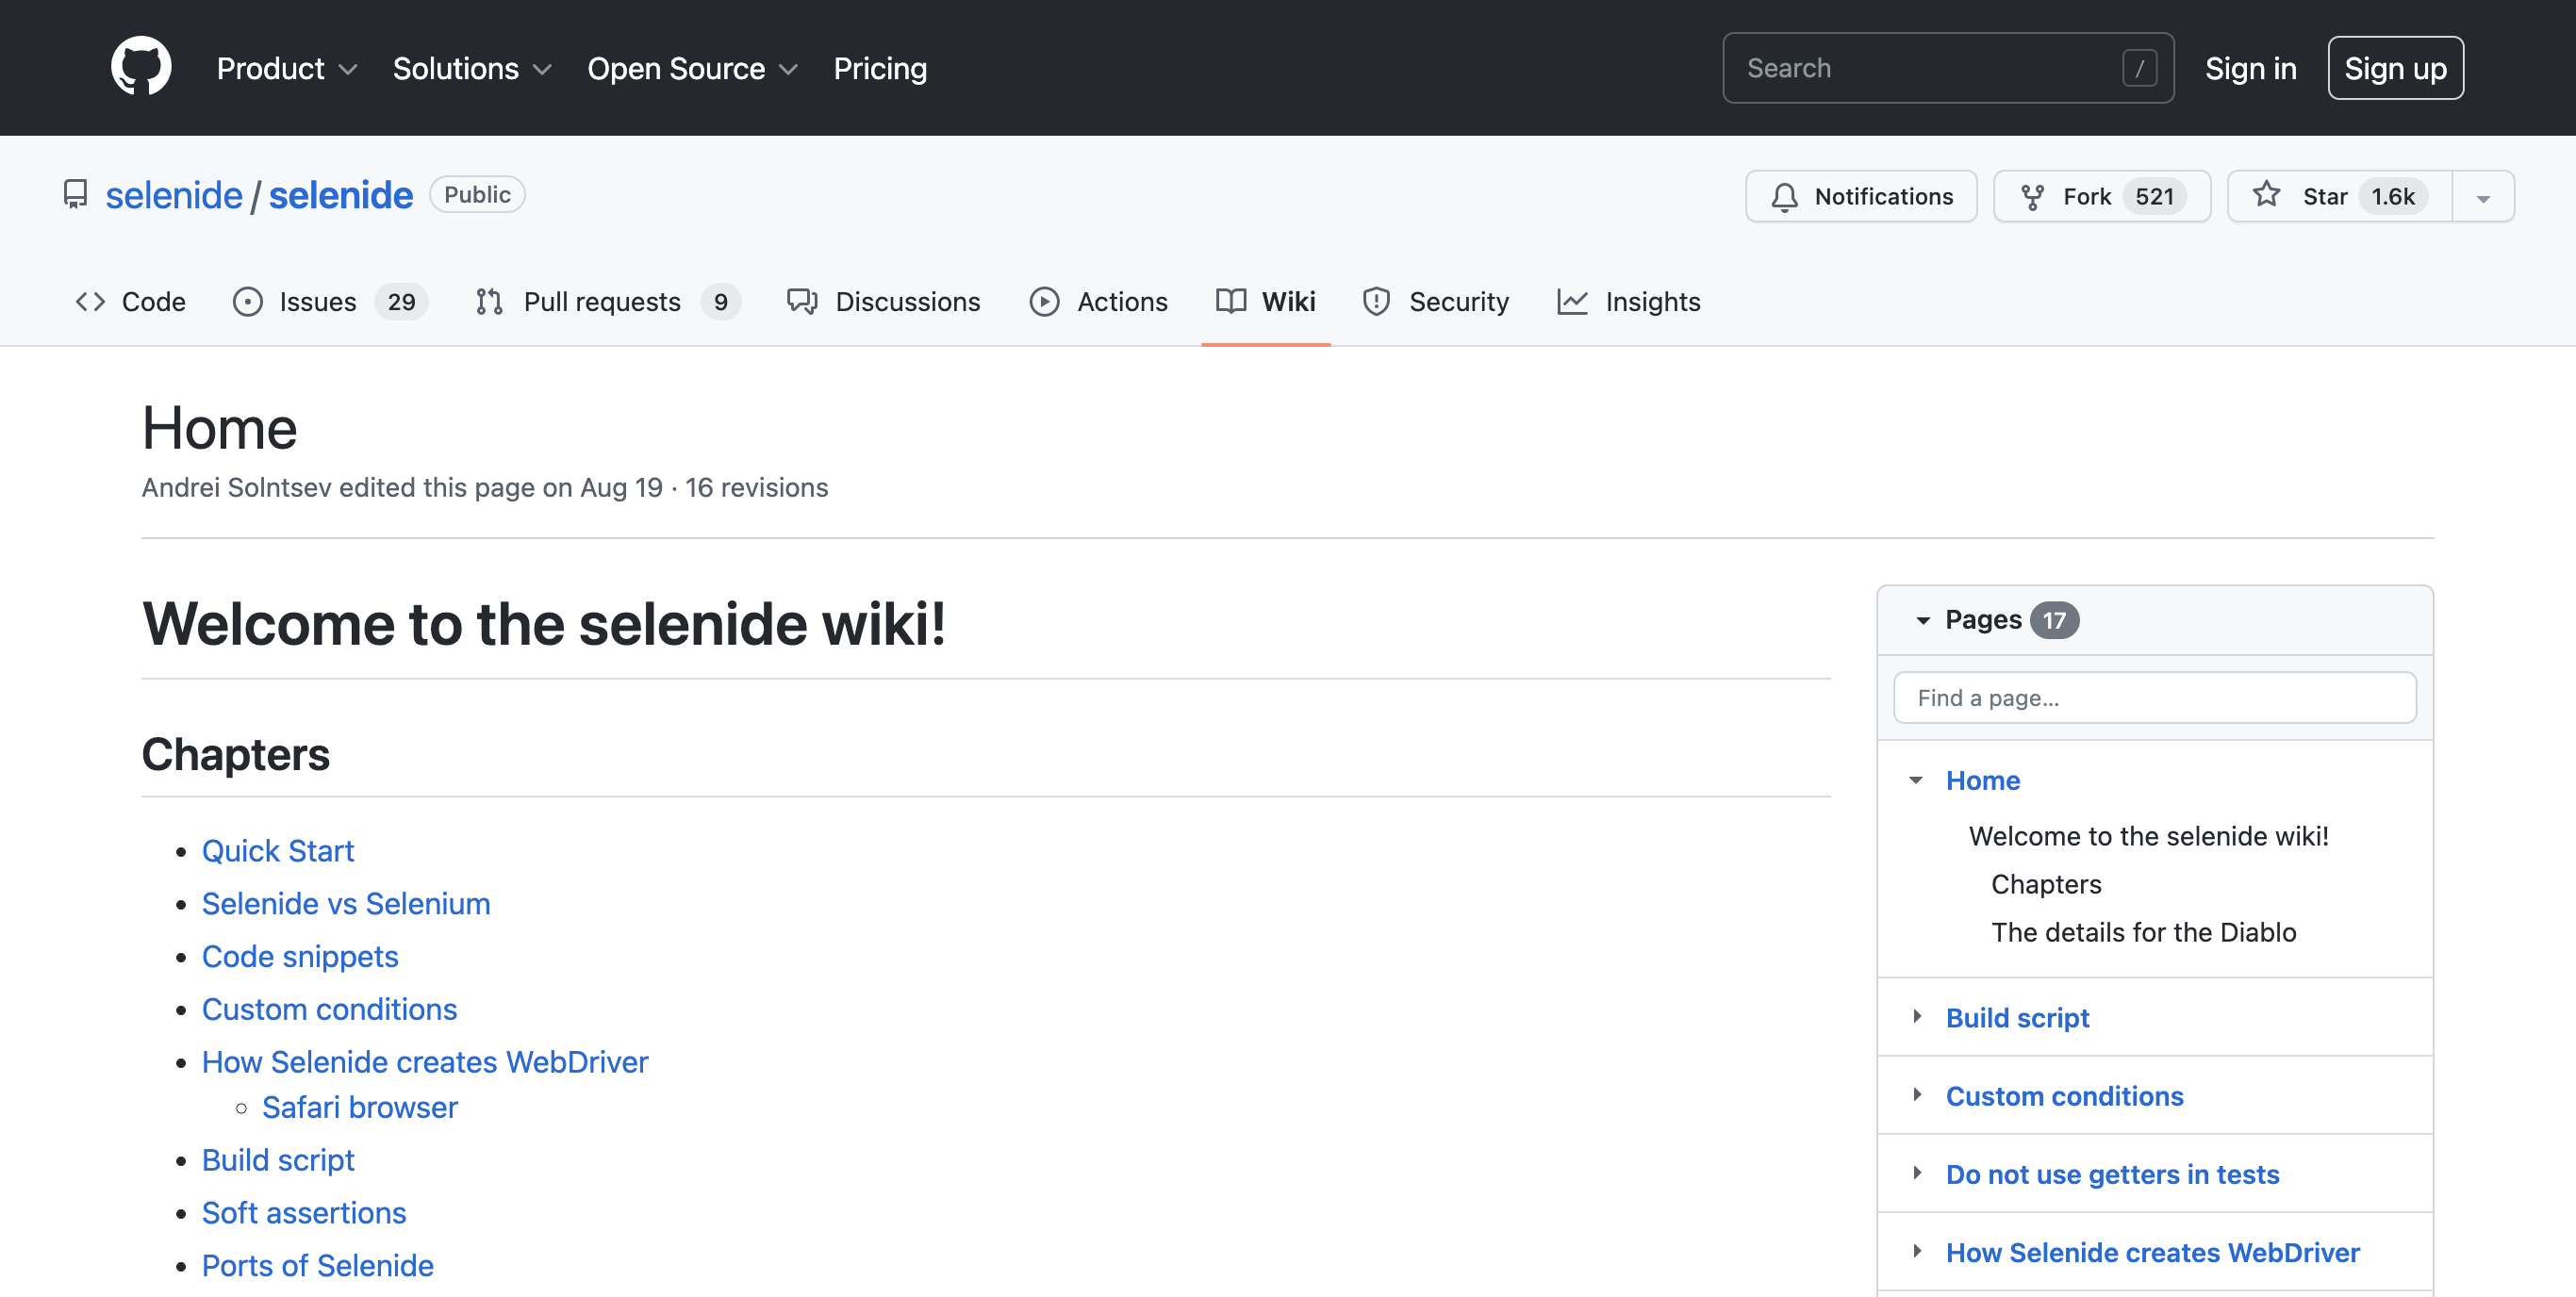 Product Solutions Open Source Pricing Search / Sign in Sign up
selenide / selenide Public Notifications Fork 521 Star 1.6k
Code Issues 29 Pull requests 9 Discussions Actions Wiki Security Insights
Home
Andrei Solntsev edited this page on Aug 19 · 16 revisions
Welcome to the selenide wiki!
Chapters
Quick Start
Selenide vs Selenium
Code snippets
Custom conditions
How Selenide creates WebDriver
Safari browser
Build script
Soft assertions
Ports of Selenide
Pages 17
Find a page...
Home
Welcome to the selenide wiki!
Chapters
The details for the Diablo
Build script
Custom conditions
Do not use getters in tests
How Selenide creates WebDriver